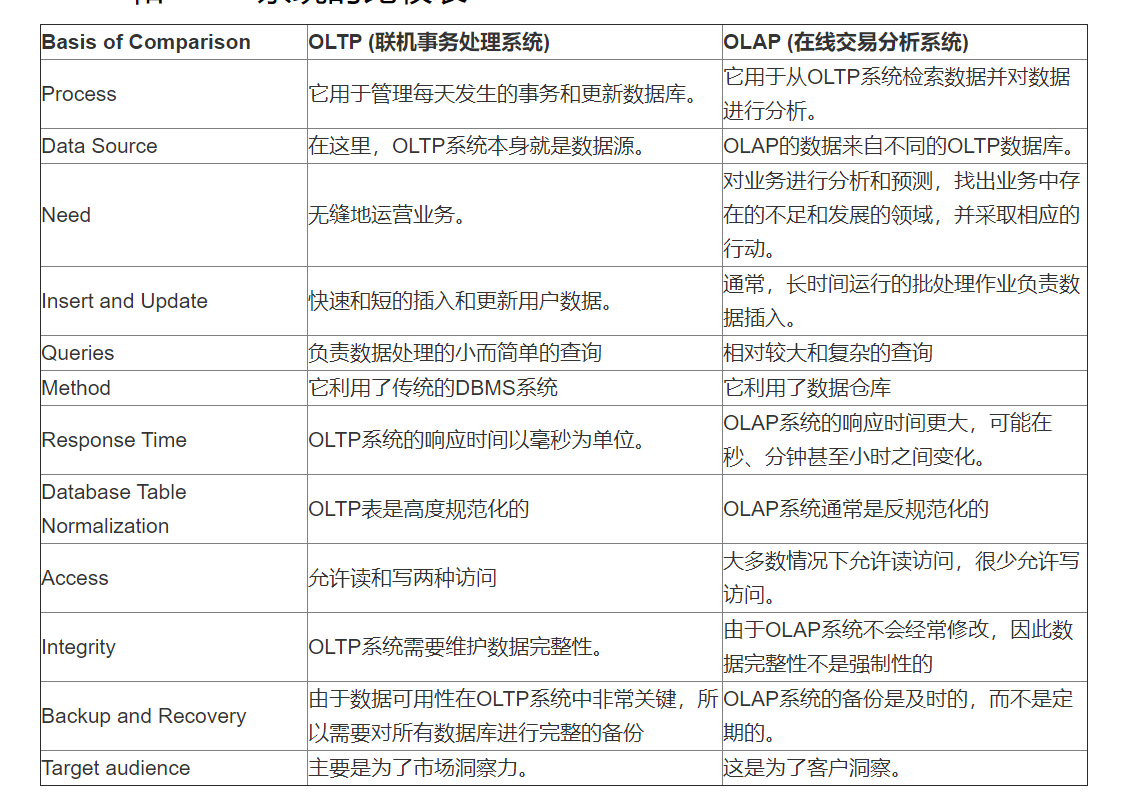 Basis of Comparison OLTP (联机事务处理系统) OLAP (在线交易分析系统)
Process 它用于管理每天发生的事务和更新数据库。 它用于从OLTP系统检索数据并对数据
进行分析。
Data Source 在这里，OLTP系统本身就是数据源。 OLAP的数据来自不同的OLTP数据库。
Need 无缝地运营业务。 对业务进行分析和预测，找出业务中存
在的不足和发展的领域，并采取相应的
行动。
Insert and Update 快速和短的插入和更新用户数据。 通常，长时间运行的批处理作业负责数
据插入。
Queries 负责数据处理的小而简单的查询 相对较大和复杂的查询
Method 它利用了传统的DBMS系统 它利用了数据仓库
Response Time OLTP系统的响应时间以毫秒为单位。 OLAP系统的响应时间更大，可能在
秒、分钟甚至小时之间变化。
Database Table
Normalization OLTP表是高度规范化的 OLAP系统通常是反规范化的
Access 允许读和写两种访问 大多数情况下允许读访问，很少允许写
访问。
Integrity OLTP系统需要维护数据完整性。 由于OLAP系统不会经常修改，因此数
据完整性不是强制性的
Backup and Recovery 由于数据可用性在OLTP系统中非常关键，所
以需要对所有数据库进行完整的备份 OLAP系统的备份是及时的，而不是定
期的。
Target audience 主要是为了市场洞察力。 这是为了客户洞察。